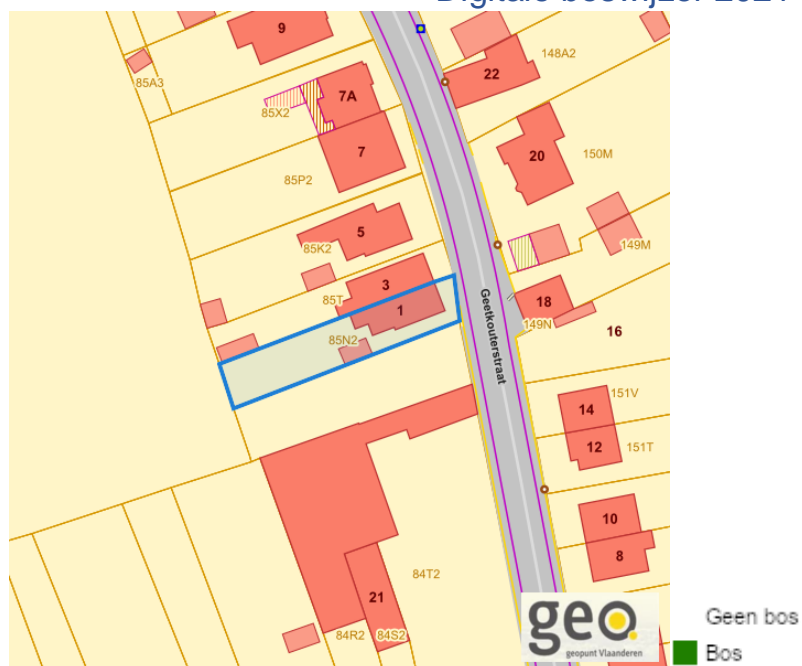 9
148A2
22
85A3
7A
85X2
7
20
150M
85P2
5
85K2
149M
3
85T
1
18
149N
Geetkouterstraat
16
85N2
151V
14
12
151T
10
8
84T2
21
84R2
84S2
geo.
geopunt Vlaanderen
Geen bos
Bos